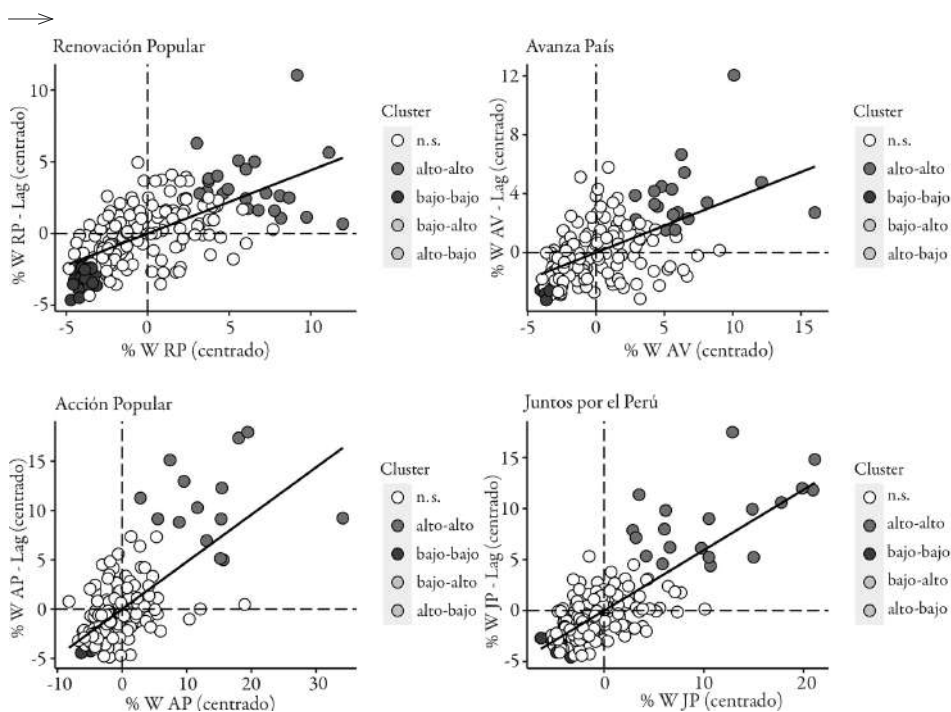 Renovación Popular
% W RP - Lag (centrado)
10
5
0
-5
-5 0 5 10
% W RP (centrado)
Cluster
n.s.
alto-alto
bajo-bajo
bajo-alto
alto-bajo
Avanza País
% W AV - Lag (centrado)
12
8
4
0
-5 0 5 10 15
% W AV (centrado)
Cluster
n.s.
alto-alto
bajo-bajo
bajo-alto
alto-bajo
Acción Popular
% W AP - Lag (centrado)
15
10
5
0
-5
-10 0 10 20 30
% W AP (centrado)
Cluster
n.s.
alto-alto
bajo-bajo
bajo-alto
alto-bajo
Juntos por el Perú
% W JP - Lag (centrado)
15
10
5
0
-5
0 10 20
% W JP (centrado)
Cluster
n.s.
alto-alto
bajo-bajo
bajo-alto
alto-bajo